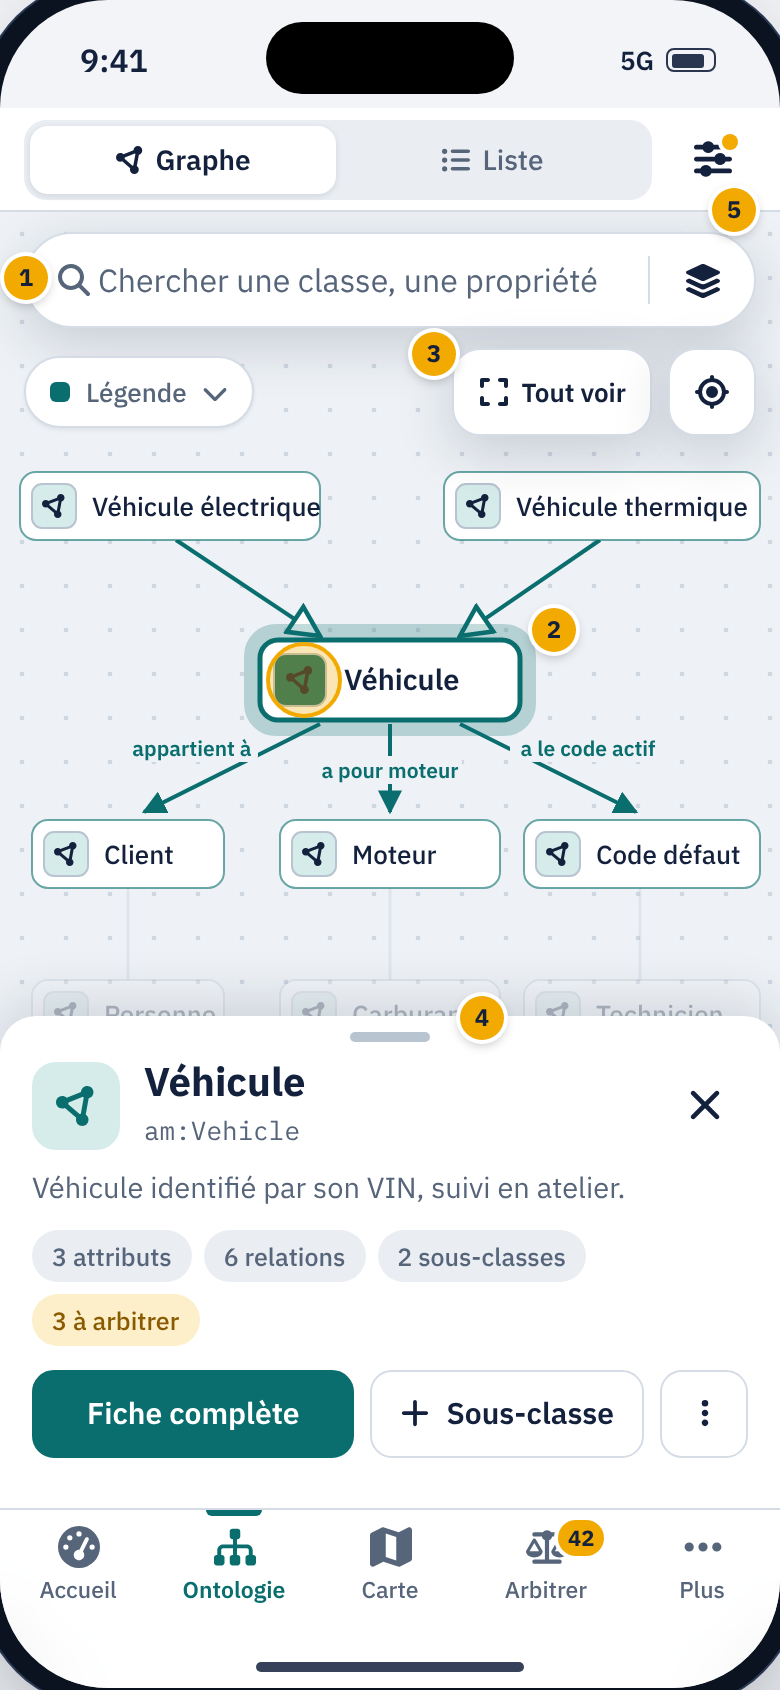 9:41
5G
Graphe
Liste
5
1
Chercher une classe, une propriété
3
Légende
Tout voir
Véhicule électrique
Véhicule thermique
2
Véhicule
appartient à
a pour moteur
a le code actif
Client
Moteur
Code défaut
Personne
Carburant
Technicien
4
Véhicule
am:Vehicle
Véhicule identifié par son VIN, suivi en atelier.
3 attributs
6 relations
2 sous-classes
3 à arbitrer
Fiche complète
Sous-classe
42
Accueil
Ontologie
Carte
Arbitrer
Plus